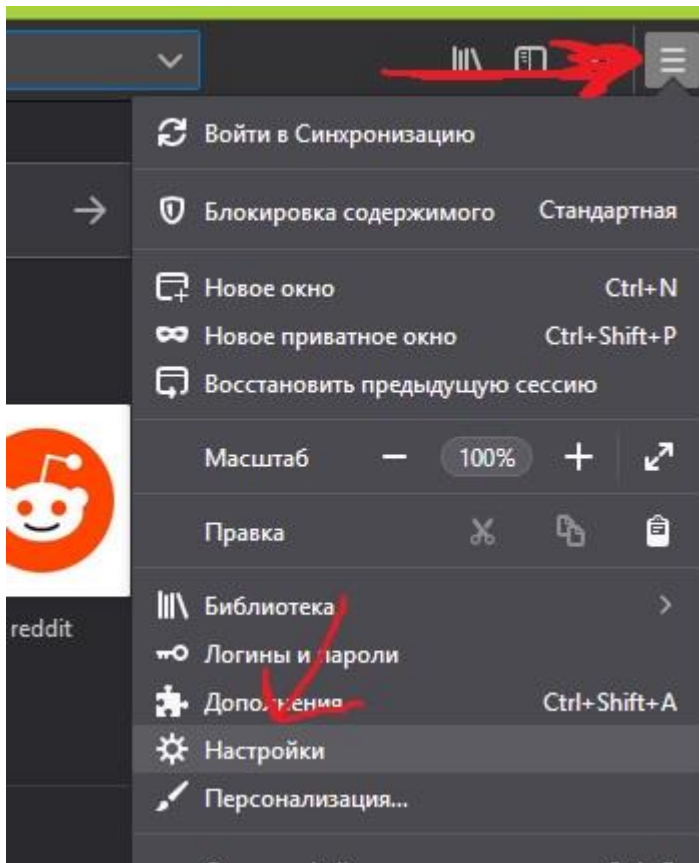 Войти в Синхронизацию
Блокировка содержимого Стандартная
Новое окно Ctrl+N
Новое приватное окно Ctrl+Shift+P
Восстановить предыдущую сессию
Масштаб 100%
Правка
Библиотека
reddit
Логины и пароли
Дополнения Ctrl+Shift+A
Настройки
Персонализация...